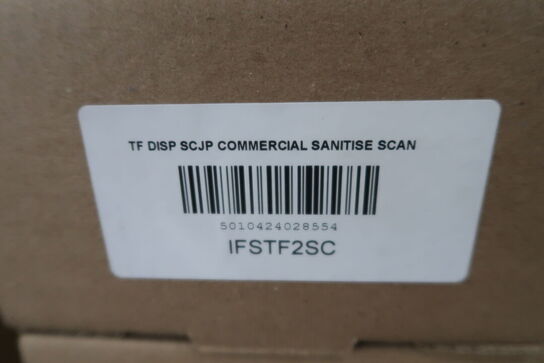 TF DISP SCJP COMMERCIAL SANITISE SCAN
5010424028554
IFSTF2SC